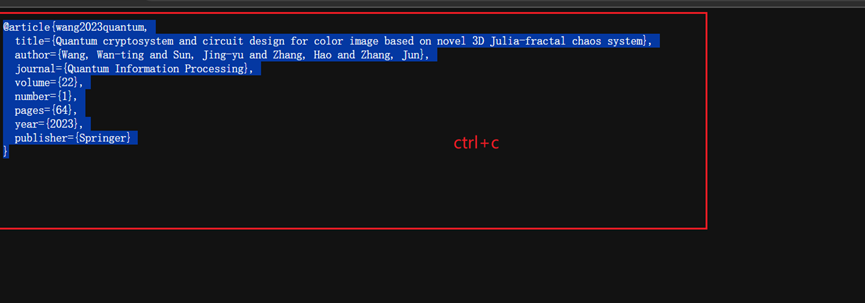 @article{wang2023quantum,
  title={Quantum cryptosystem and circuit design for color image based on novel 3D Julia-fractal chaos system},
  author={Wang, Wan-ting and Sun, Jing-yu and Zhang, Hao and Zhang, Jun},
  journal={Quantum Information Processing},
  volume={22},
  number={1},
  pages={64},
  year={2023},
  publisher={Springer}
}
ctrl+c